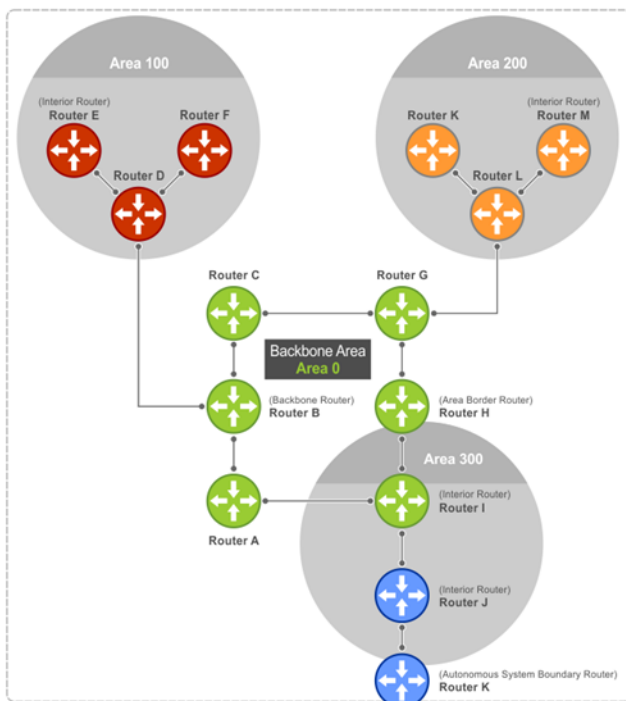 Area 100
Area 200
(Interior Router)
Router E
Router F
Router K
(Interior Router)
Router M
Router D
Router L
Router C
Router G
Backbone Area
Area 0
(Backbone Router)
Router B
(Area Border Router)
Router H
Area 300
(Interior Router)
Router I
Router A
(Interior Router)
Router J
(Autonomous System Boundary Router)
Router K